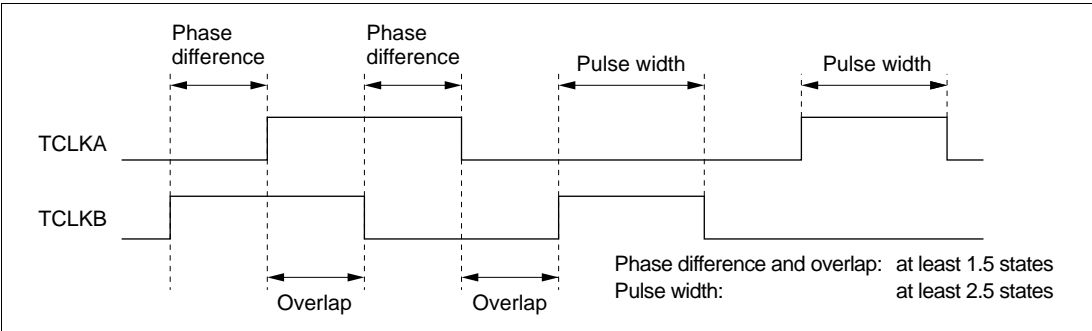 Phase difference
Phase difference
Pulse width
Pulse width
TCLKA
TCLKB
Overlap
Overlap
Phase difference and overlap: at least 1.5 states
Pulse width: at least 2.5 states